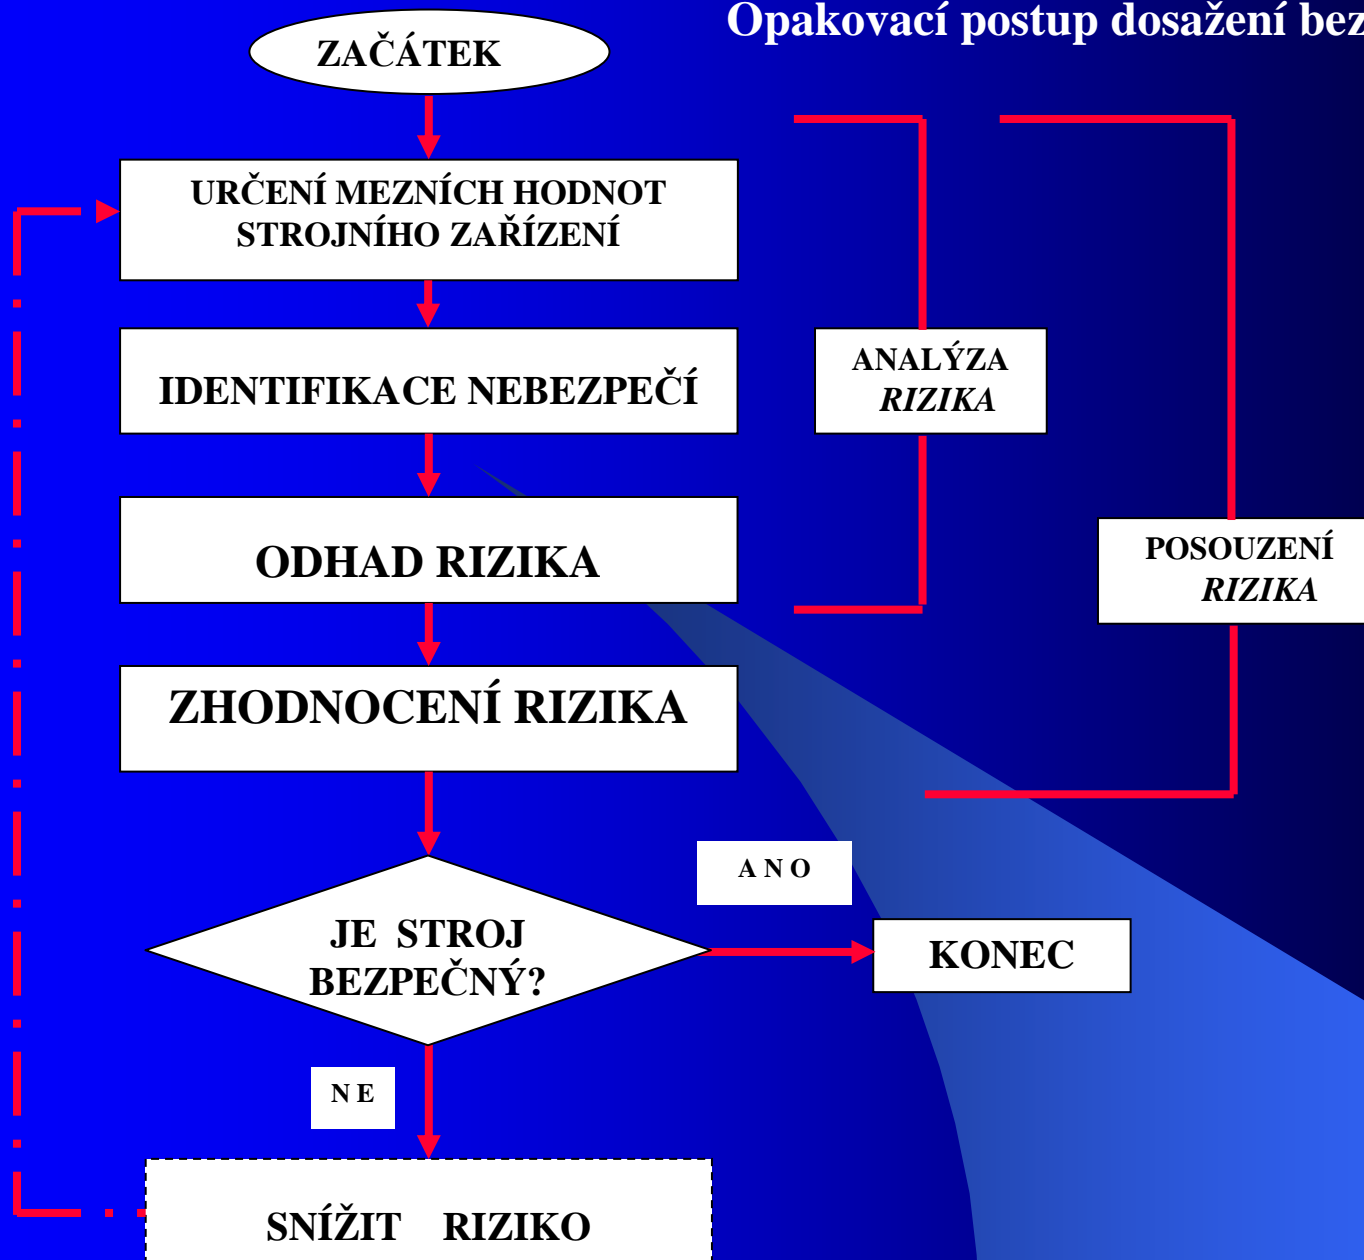 Opakovací postup dosažení bez
ZAČÁTEK
URČENÍ MEZNÍCH HODNOT
STROJNÍHO ZAŘÍZENÍ
IDENTIFIKACE NEBEZPEČÍ
ANALÝZA
RIZIKA
ODHAD RIZIKA
POSOUZENÍ
RIZIKA
ZHODNOCENÍ RIZIKA
A N O
JE STROJ
BEZPEČNÝ?
KONEC
N E
SNÍŽIT RIZIKO